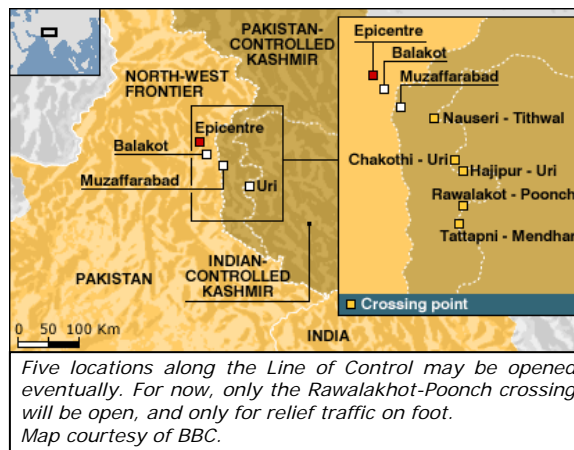 PAKISTAN-
CONTROLLED
KASHMIR
NORTH-WEST
FRONTIER
Epicentre
Balakot
Muzaffarabad
Uri
PAKISTAN
INDIAN-
CONTROLLED
KASHMIR
INDIA
0 50 100 Km
Epicentre
Balakot
Muzaffarabad
Nauseri - Tithwal
Chakothi - Uri
Hajipur - Uri
Rawalakot - Poonch
Tattapni - Mendhar
Crossing point
Five locations along the Line of Control may be opened
eventually. For now, only the Rawalakhot-Poonch crossing
will be open, and only for relief traffic on foot.
Map courtesy of BBC.